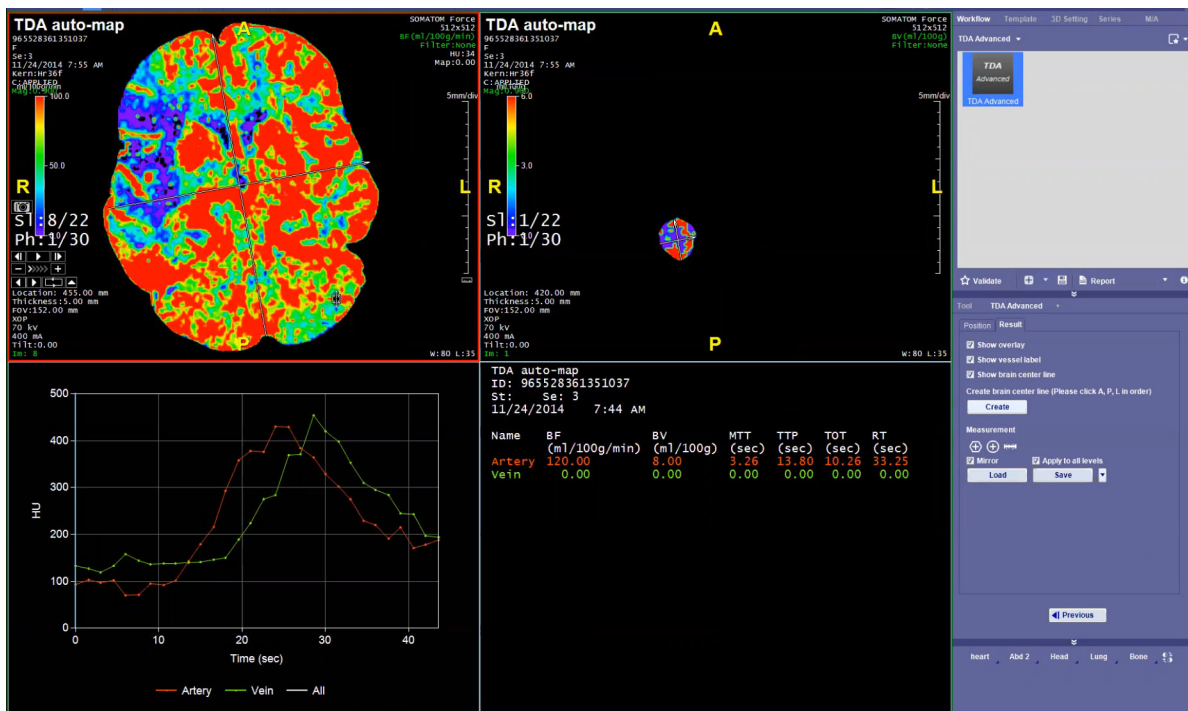 TDA auto-map
965528361351037
F
Se:3
11/24/2014 7:55 AM
Kern:Hr36f
C:APPLIED
100.0
50.0
R
Sl:8/22
Ph:1/30
Location: 455.00 mm
Thickness:5.00 mm
FOV:152.00 mm
XOP
70 kv
400 mA
Tilt:0.00
Im: 8
A
SOMATOM Force
512x512
BF(ml/100g/min)
Filter:None
HU:34
Map:0.00
5mm/div
L
P
W:80 L:35
TDA auto-map
965528361351037
F
Se:3
11/24/2014 7:55 AM
Kern:Hr36f
C:APPLIED
6.0
3.0
R
Sl:1/22
Ph:1/30
Location: 420.00 mm
Thickness:5.00 mm
FOV:152.00 mm
XOP
70 kv
400 mA
Tilt:0.00
Im: 1
A
SOMATOM Force
512x512
BV(ml/100g)
Filter:None
5mm/div
L
P
W:80 L:35
500
400
300
200
100
0
HU
0 10 20 30 40
Time (sec)
Artery Vein All
TDA auto-map
ID: 965528361351037
St: Se: 3
11/24/2014 7:44 AM
Name BF BV MTT TTP TOT RT
(ml/100g/min) (ml/100g) (sec) (sec) (sec) (sec)
Artery 120.00 8.00 3.26 13.80 10.26 33.25
Vein 0.00 0.00 0.00 0.00 0.00 0.00
Workflow Template 3D Setting Series M/A
TDA Advanced
TDA
Advanced
TDA Advanced
Validate Report
Tool TDA Advanced
Position Result
Show overlay
Show vessel label
Show brain center line
Create brain center line (Please click A, P, L in order)
Create
Measurement
Mirror Apply to all levels
Load Save
Previous
heart Abd 2 Head Lung Bone